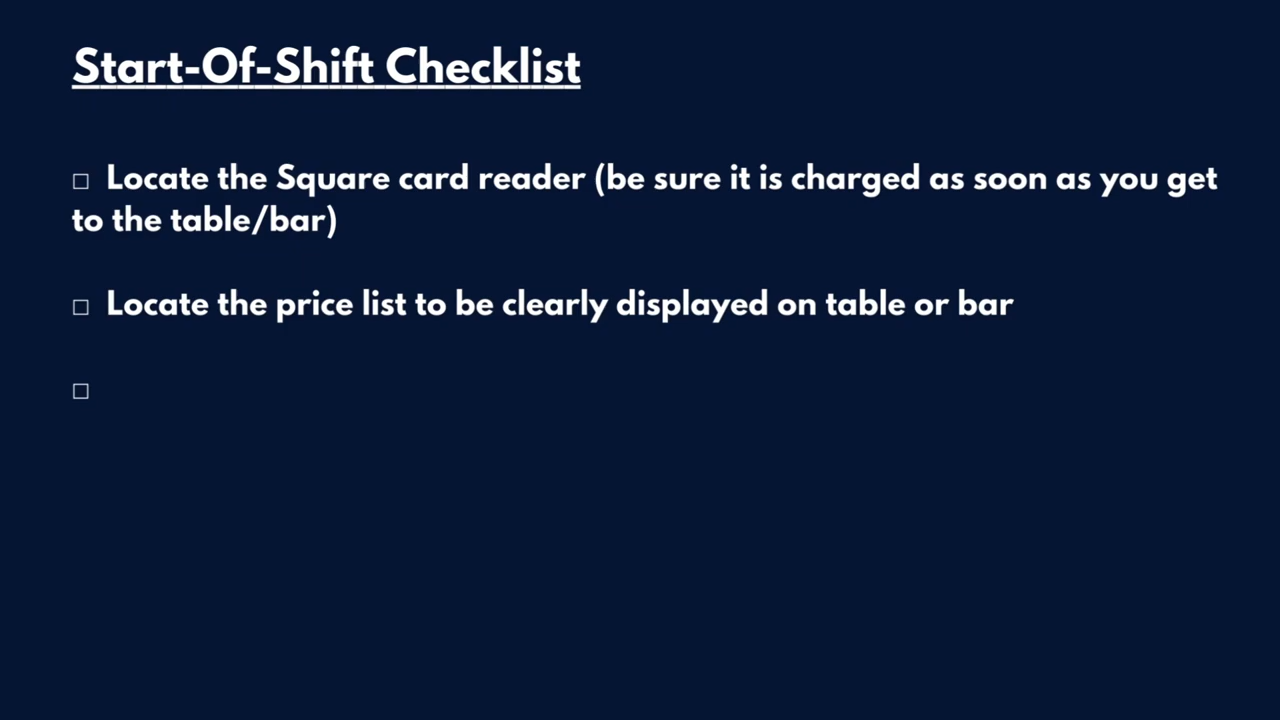 Start-Of-Shift Checklist
□ Locate the Square card reader (be sure it is charged as soon as you get
to the table/bar)
□ Locate the price list to be clearly displayed on table or bar
□